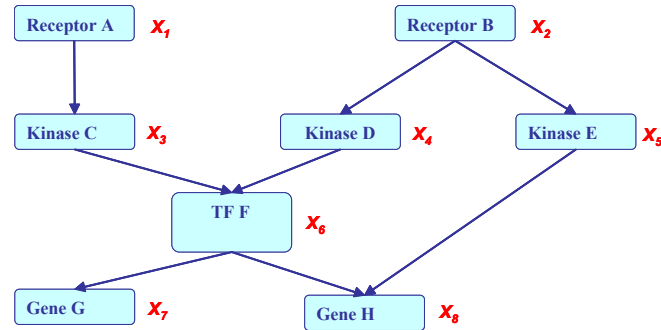 Receptor A X1
Receptor B X2
Kinase C X3
Kinase D X4
Kinase E X5
TF F X6
Gene G X7
Gene H X8